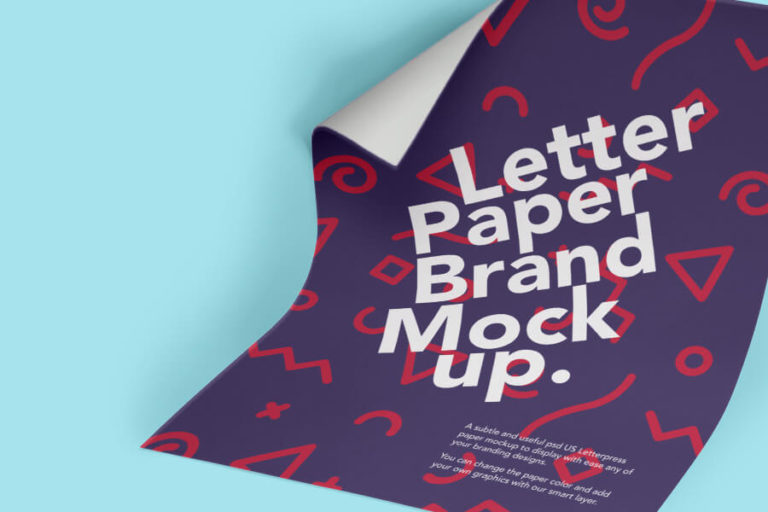 Letter
Paper
Brand
Mock
up.
A subtle and useful psd US Letterpress
paper mockup to display with ease any of
your branding designs.
You can change the paper color and add
your own graphics with our smart layer.